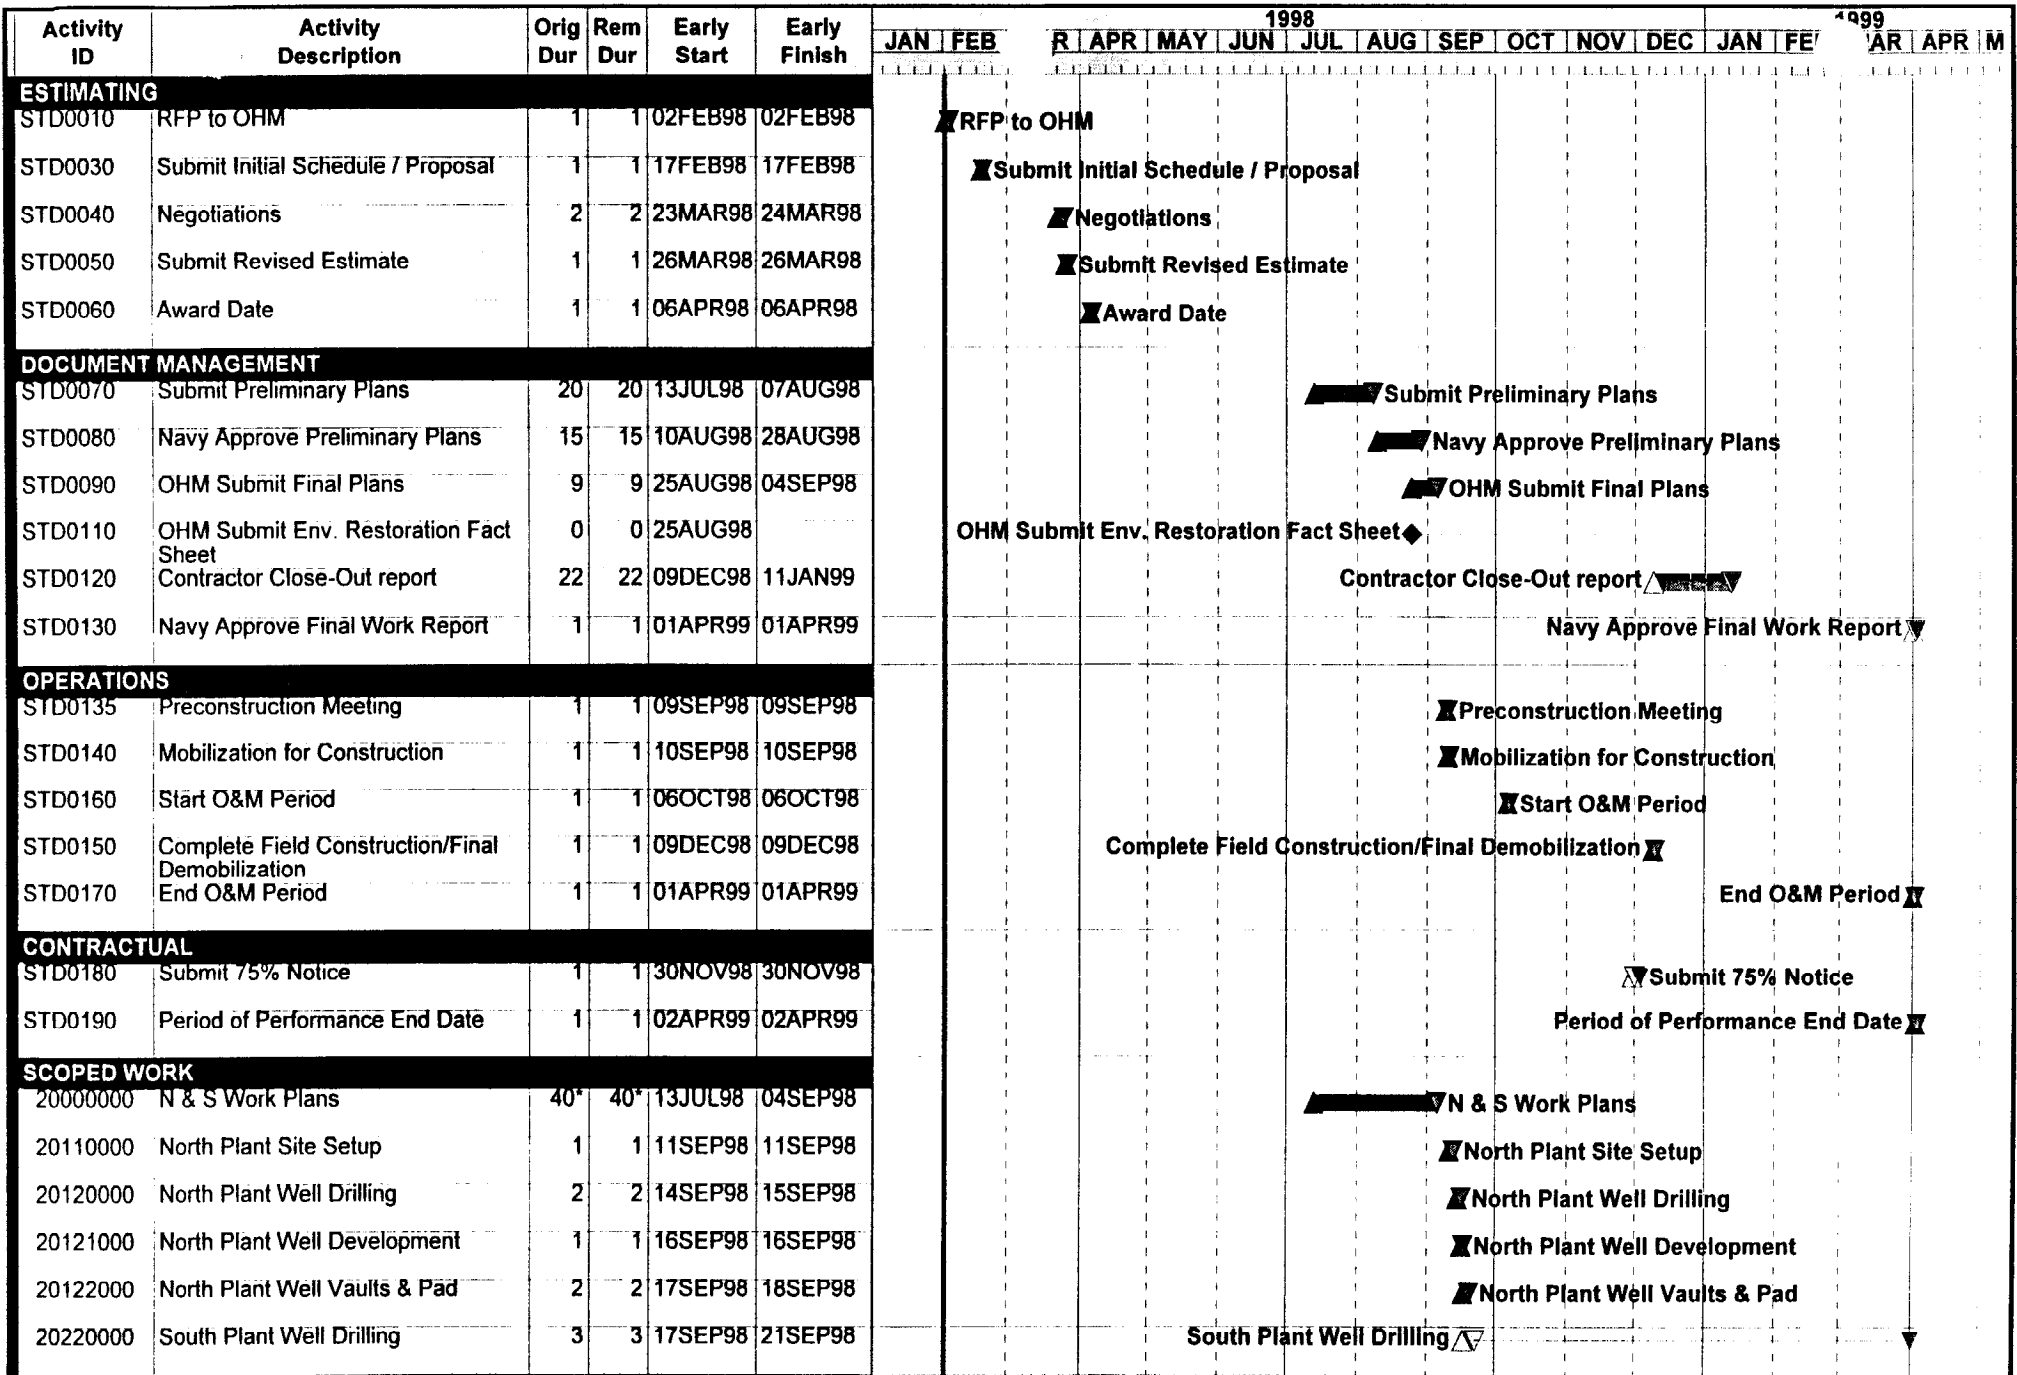 Activity ID Activity Description Orig Dur Rem Dur Early Start Early Finish
1998 1999
JAN FEB R APR MAY JUN JUL AUG SEP OCT NOV DEC JAN FE AR APR M
ESTIMATING
STD0010 RFP to OHM 1 1 02FEB98 02FEB98 RFP to OHM
STD0030 Submit Initial Schedule / Proposal 1 1 17FEB98 17FEB98 Submit Initial Schedule / Proposal
STD0040 Negotiations 2 2 23MAR98 24MAR98 Negotiations
STD0050 Submit Revised Estimate 1 1 26MAR98 26MAR98 Submit Revised Estimate
STD0060 Award Date 1 1 06APR98 06APR98 Award Date
DOCUMENT MANAGEMENT
STD0070 Submit Preliminary Plans 20 20 13JUL98 07AUG98 Submit Preliminary Plans
STD0080 Navy Approve Preliminary Plans 15 15 10AUG98 28AUG98 Navy Approve Preliminary Plans
STD0090 OHM Submit Final Plans 9 9 25AUG98 04SEP98 OHM Submit Final Plans
STD0110 OHM Submit Env. Restoration Fact 0 0 25AUG98 OHM Submit Env. Restoration Fact Sheet
Sheet
STD0120 Contractor Close-Out report 22 22 09DEC98 11JAN99 Contractor Close-Out report
STD0130 Navy Approve Final Work Report 1 1 01APR99 01APR99 Navy Approve Final Work Report
OPERATIONS
STD0135 Preconstruction Meeting 1 1 09SEP98 09SEP98 Preconstruction Meeting
STD0140 Mobilization for Construction 1 1 10SEP98 10SEP98 Mobilization for Construction
STD0160 Start O&M Period 1 1 06OCT98 06OCT98 Start O&M Period
STD0150 Complete Field Construction/Final 1 1 09DEC98 09DEC98 Complete Field Construction/Final Demobilization
Demobilization
STD0170 End O&M Period 1 1 01APR99 01APR99 End O&M Period
CONTRACTUAL
STD0180 Submit 75% Notice 1 1 30NOV98 30NOV98 Submit 75% Notice
STD0190 Period of Performance End Date 1 1 02APR99 02APR99 Period of Performance End Date
SCOPED WORK
20000000 N & S Work Plans 40* 40* 13JUL98 04SEP98 N & S Work Plans
20110000 North Plant Site Setup 1 1 11SEP98 11SEP98 North Plant Site Setup
20120000 North Plant Well Drilling 2 2 14SEP98 15SEP98 North Plant Well Drilling
20121000 North Plant Well Development 1 1 16SEP98 16SEP98 North Plant Well Development
20122000 North Plant Well Vaults & Pad 2 2 17SEP98 18SEP98 North Plant Well Vaults & Pad
20220000 South Plant Well Drilling 3 3 17SEP98 21SEP98 South Plant Well Drilling